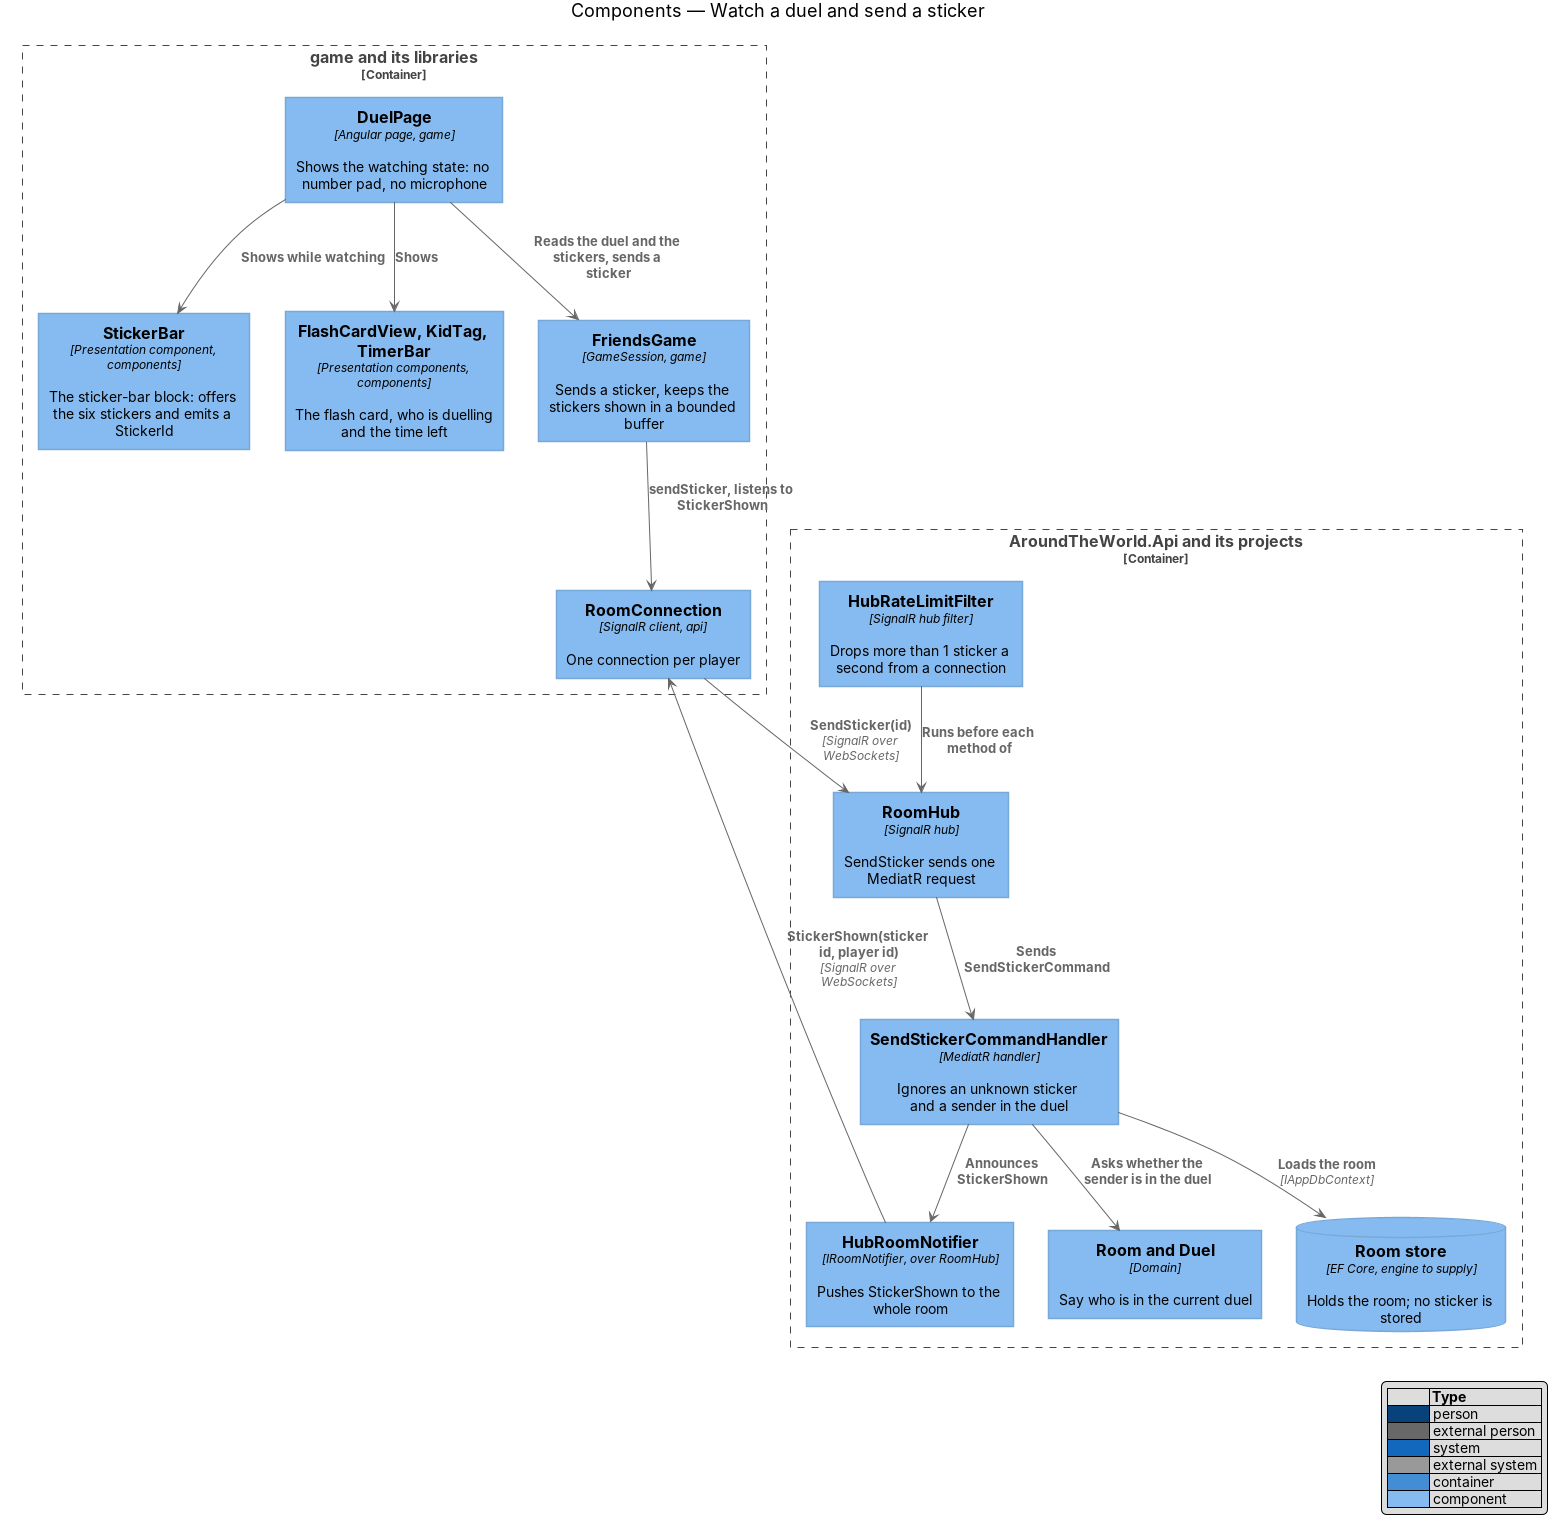 Components — Watch a duel and send a sticker
game and its libraries
[Container]
DuelPage
[Angular page, game]
Shows the watching state: no
number pad, no microphone
Shows while watching
Shows
Reads the duel and the
stickers, sends a
sticker
StickerBar
[Presentation component,
components]
The sticker-bar block: offers
the six stickers and emits a
StickerId
FlashCardView, KidTag,
TimerBar
[Presentation components,
components]
The flash card, who is duelling
and the time left
FriendsGame
[GameSession, game]
Sends a sticker, keeps the
stickers shown in a bounded
buffer
sendSticker, listens to
StickerShown
RoomConnection
[SignalR client, api]
One connection per player
AroundTheWorld.Api and its projects
[Container]
HubRateLimitFilter
[SignalR hub filter]
Drops more than 1 sticker a
second from a connection
SendSticker(id)
[SignalR over
WebSockets]
Runs before each
method of
RoomHub
[SignalR hub]
SendSticker sends one
MediatR request
StickerShown(sticker
id, player id)
[SignalR over
WebSockets]
Sends
SendStickerCommand
SendStickerCommandHandler
[MediatR handler]
Ignores an unknown sticker
and a sender in the duel
Announces
StickerShown
Asks whether the
sender is in the duel
Loads the room
[IAppDbContext]
HubRoomNotifier
[IRoomNotifier, over RoomHub]
Pushes StickerShown to the
whole room
Room and Duel
[Domain]
Say who is in the current duel
Room store
[EF Core, engine to supply]
Holds the room; no sticker is
stored
Type
person
external person
system
external system
container
component